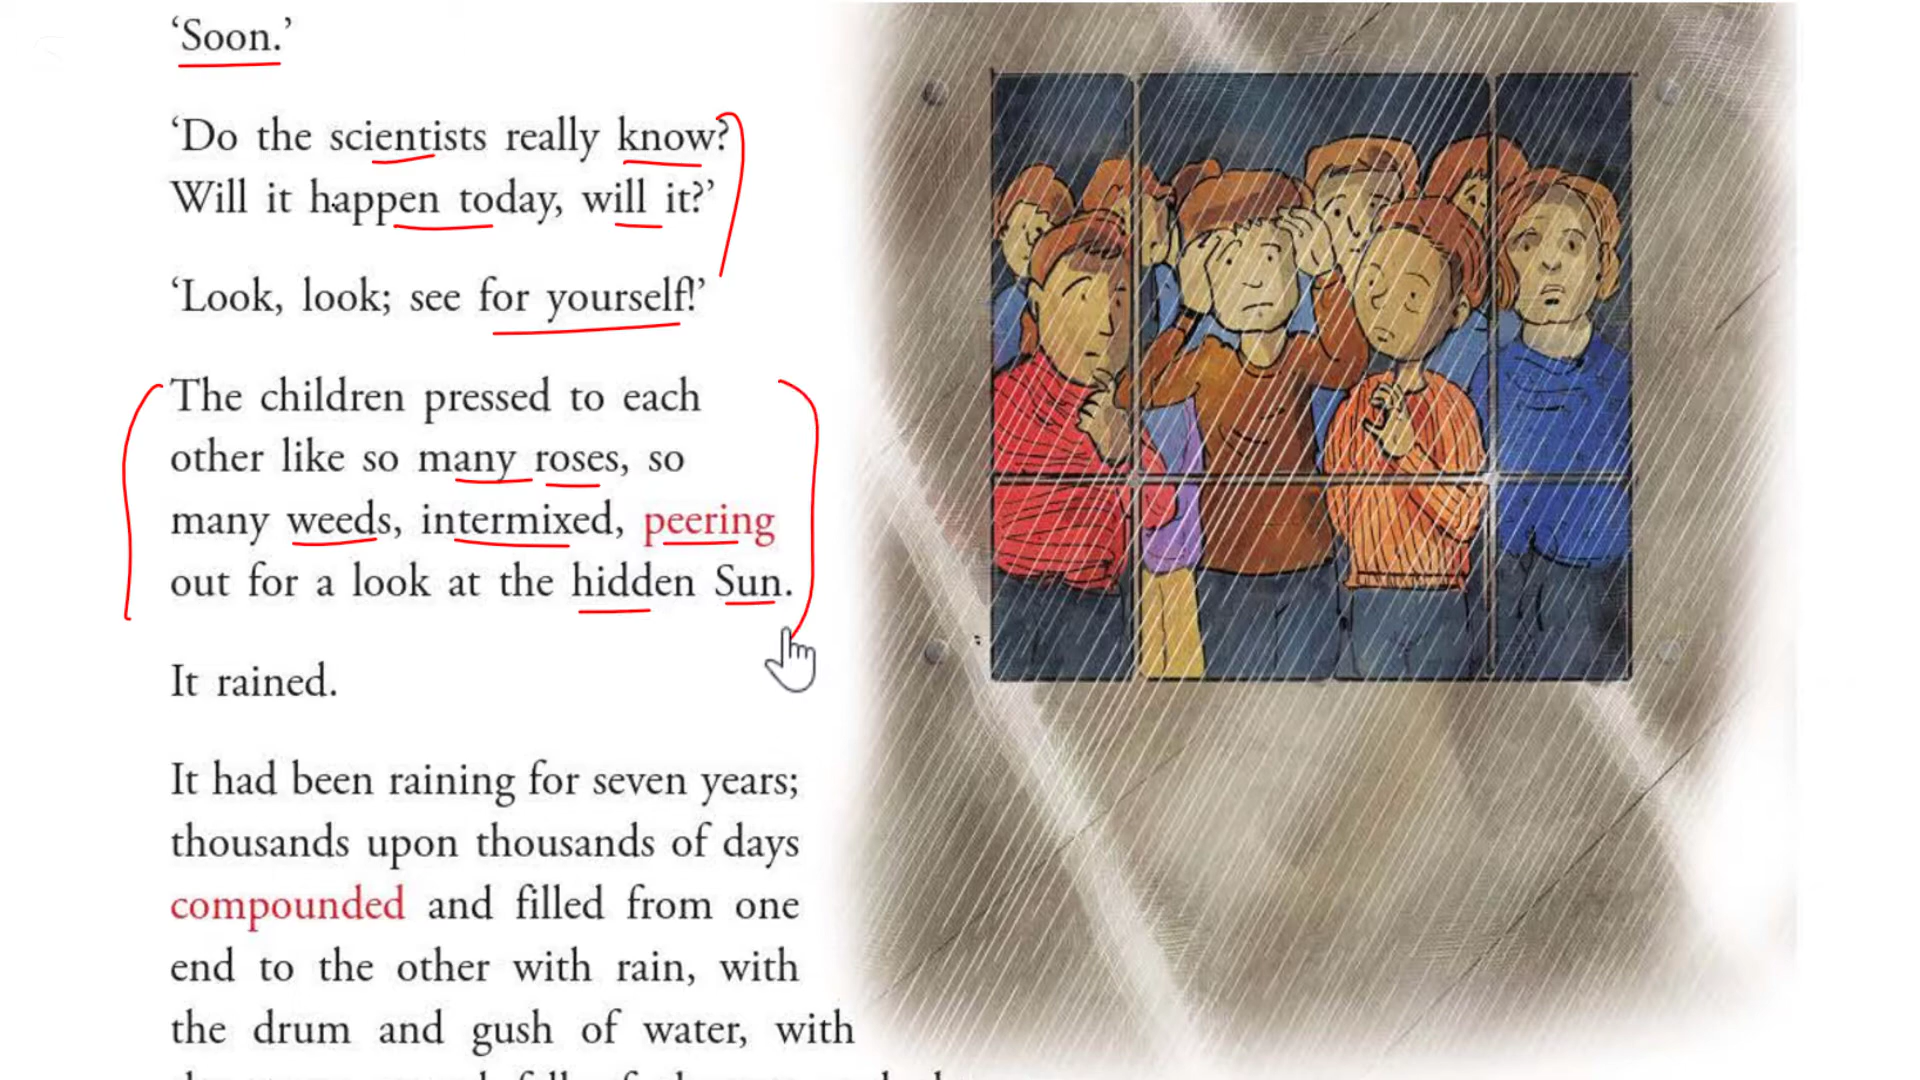 ‘Soon.’
‘Do the scientists really know?
Will it happen today, will it?’
‘Look, look; see for yourself!’
The children pressed to each
other like so many roses, so
many weeds, intermixed, peering
out for a look at the hidden Sun.
It rained.
It had been raining for seven years;
thousands upon thousands of days
compounded and filled from one
end to the other with rain, with
the drum and gush of water, with